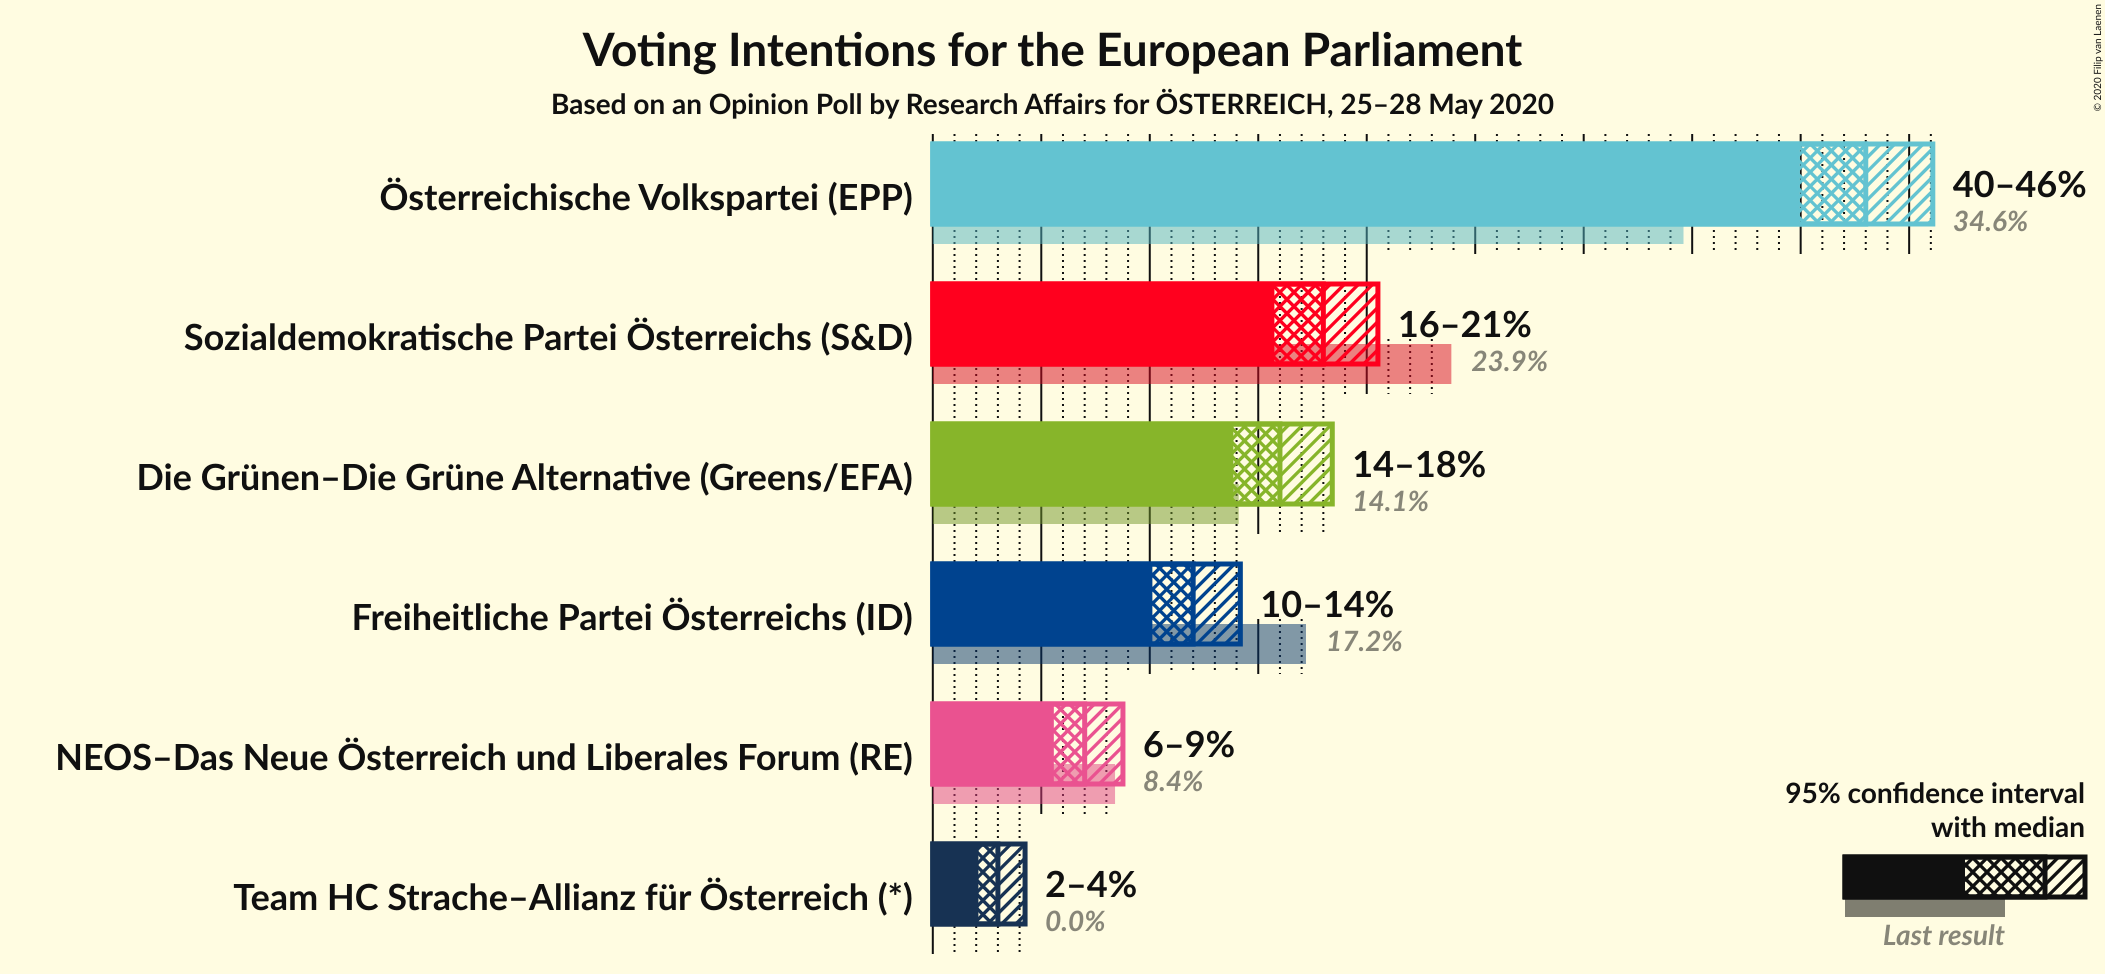 Voting Intentions for the European Parliament
Based on an Opinion Poll by Research Affairs for ÖSTERREICH, 25–28 May 2020
© 2020 Filip van Laenen
Österreichische Volkspartei (EPP)
40–46%
34.6%
Sozialdemokratische Partei Österreichs (S&D)
16–21%
23.9%
Die Grünen–Die Grüne Alternative (Greens/EFA)
14–18%
14.1%
Freiheitliche Partei Österreichs (ID)
10–14%
17.2%
NEOS–Das Neue Österreich und Liberales Forum (RE)
6–9%
8.4%
Team HC Strache–Allianz für Österreich (*)
2–4%
0.0%
95% confidence interval
with median
Last result